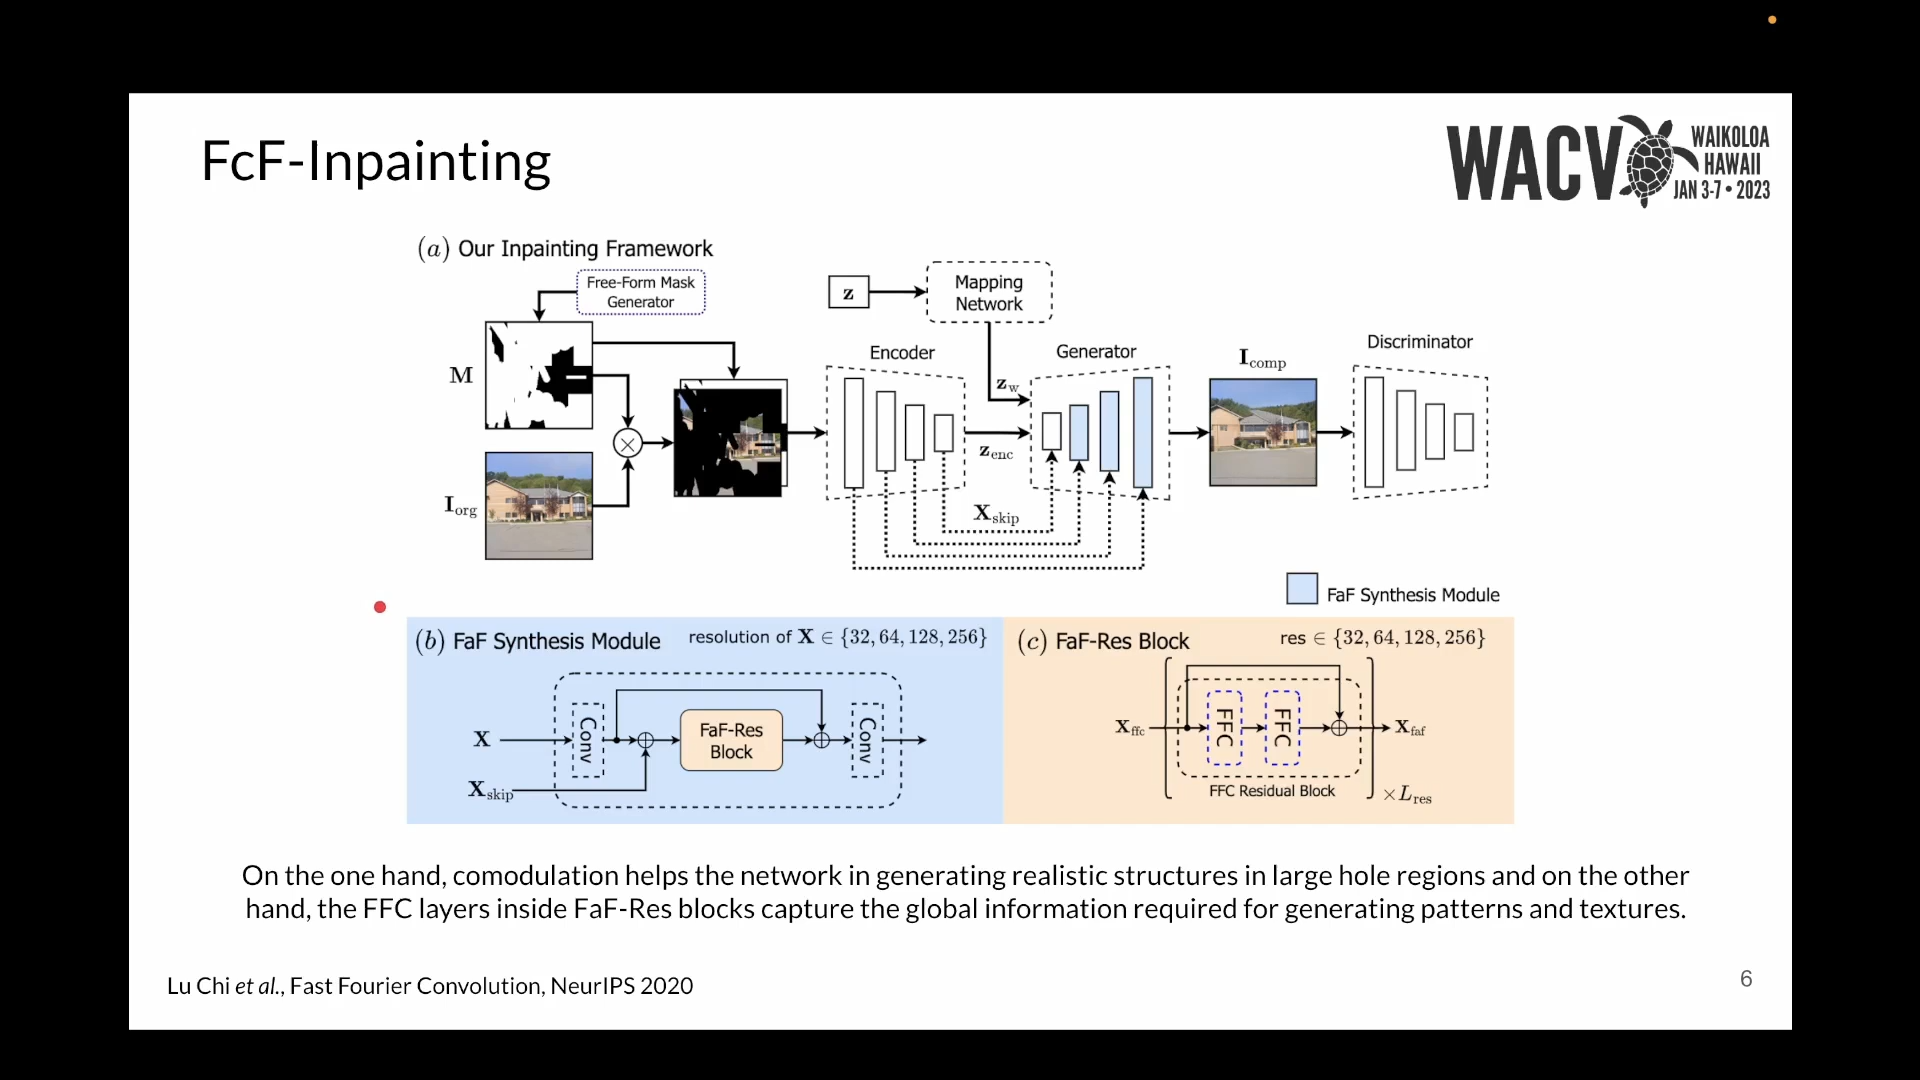 FcF-Inpainting
WACV
WAIKOLOA
HAWAII
JAN 3-7 • 2023
(a) Our Inpainting Framework
Free-Form Mask
Generator
M
I_org
z
Mapping
Network
Encoder
z_w
z_enc
X_skip
Generator
I_comp
Discriminator
FaF Synthesis Module
(b) FaF Synthesis Module resolution of X ∈ {32, 64, 128, 256}
X
X_skip
Conv
FaF-Res
Block
Conv
(c) FaF-Res Block res ∈ {32, 64, 128, 256}
X_ffc
FFC
FFC
X_faf
FFC Residual Block
×L_res
On the one hand, comodulation helps the network in generating realistic structures in large hole regions and on the other
hand, the FFC layers inside FaF-Res blocks capture the global information required for generating patterns and textures.
Lu Chi et al., Fast Fourier Convolution, NeurIPS 2020
6